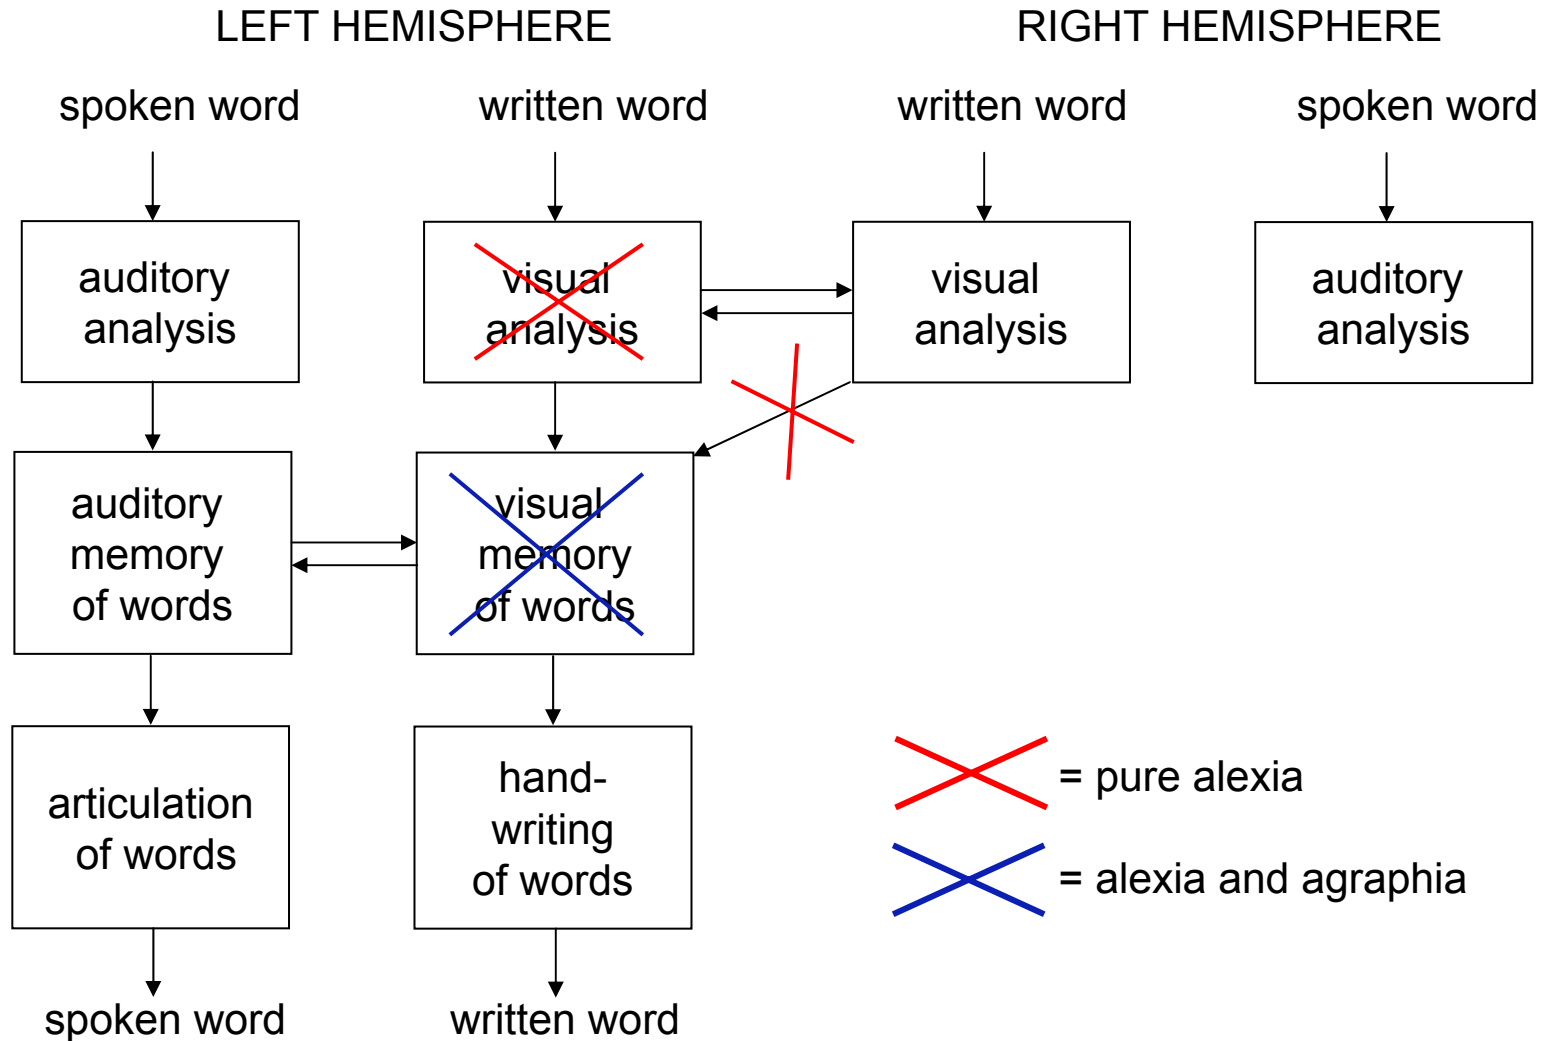 LEFT HEMISPHERE
RIGHT HEMISPHERE
spoken word
written word
written word
spoken word
auditory
analysis
visual
analysis
visual
analysis
auditory
analysis
auditory
memory
of words
visual
memory
of words
articulation
of words
hand-
writing
of words
= pure alexia
= alexia and agraphia
spoken word
written word